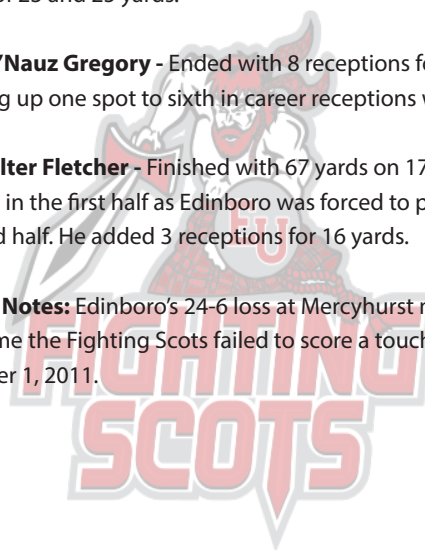 yards.
'Nauz Gregory - Ended with 8 receptions fo
g up one spot to sixth in career receptions
lter Fletcher - Finished with 67 yards on 17
in the first half as Edinboro was forced to p
d half. He added 3 receptions for 16 yards.
Notes: Edinboro's 24-6 loss at Mercyhurst
me the Fighting Scots failed to score a touch
er 1, 2011.
EU
FIGHTING
SCOTS